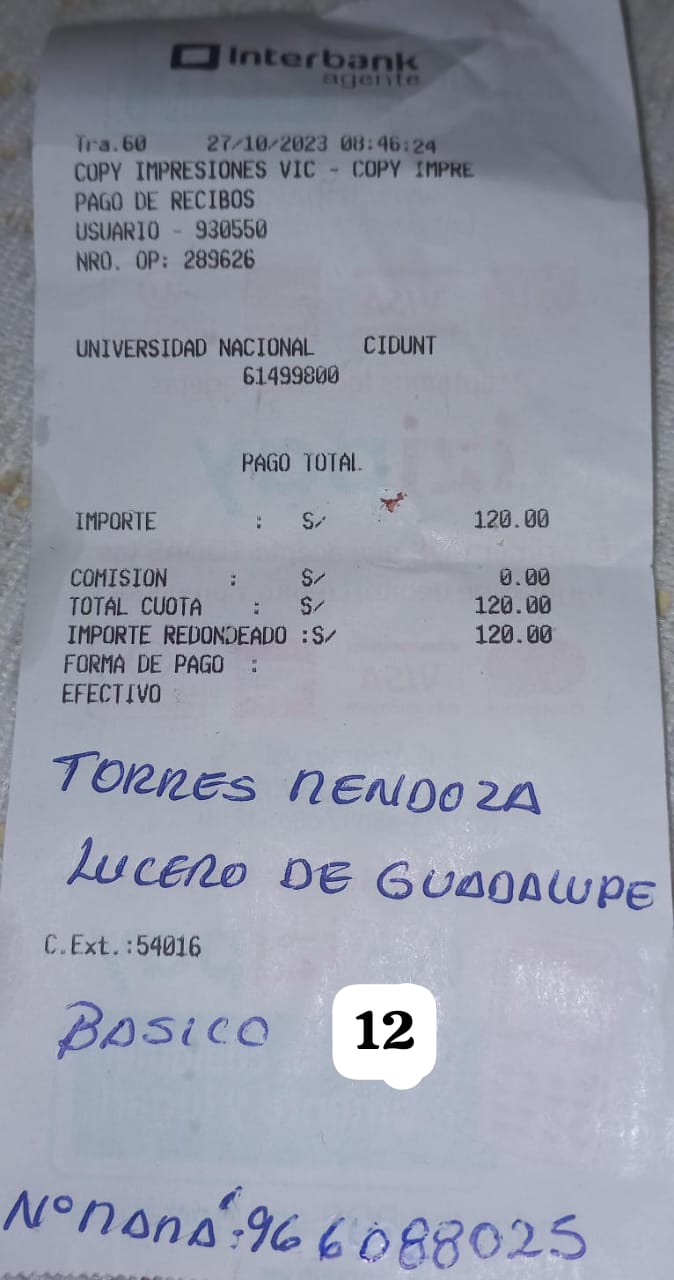 Interbank
agente
Tra.60 27/10/2023 08:46:24
COPY IMPRESIONES VIC - COPY IMPRE
PAGO DE RECIBOS
USUARIO - 930550
NRO. OP: 289626
UNIVERSIDAD NACIONAL CIDUNT
61499800
PAGO TOTAL
IMPORTE : S/ 120.00
COMISION : S/ 0.00
TOTAL CUOTA : S/ 120.00
IMPORTE REDONDEADO :S/ 120.00
FORMA DE PAGO :
EFECTIVO
TORRES MENDOZA
LUCERO DE GUADALUPE
C.Ext.:54016
BASICO 12
N° MAMÁ: 966088025